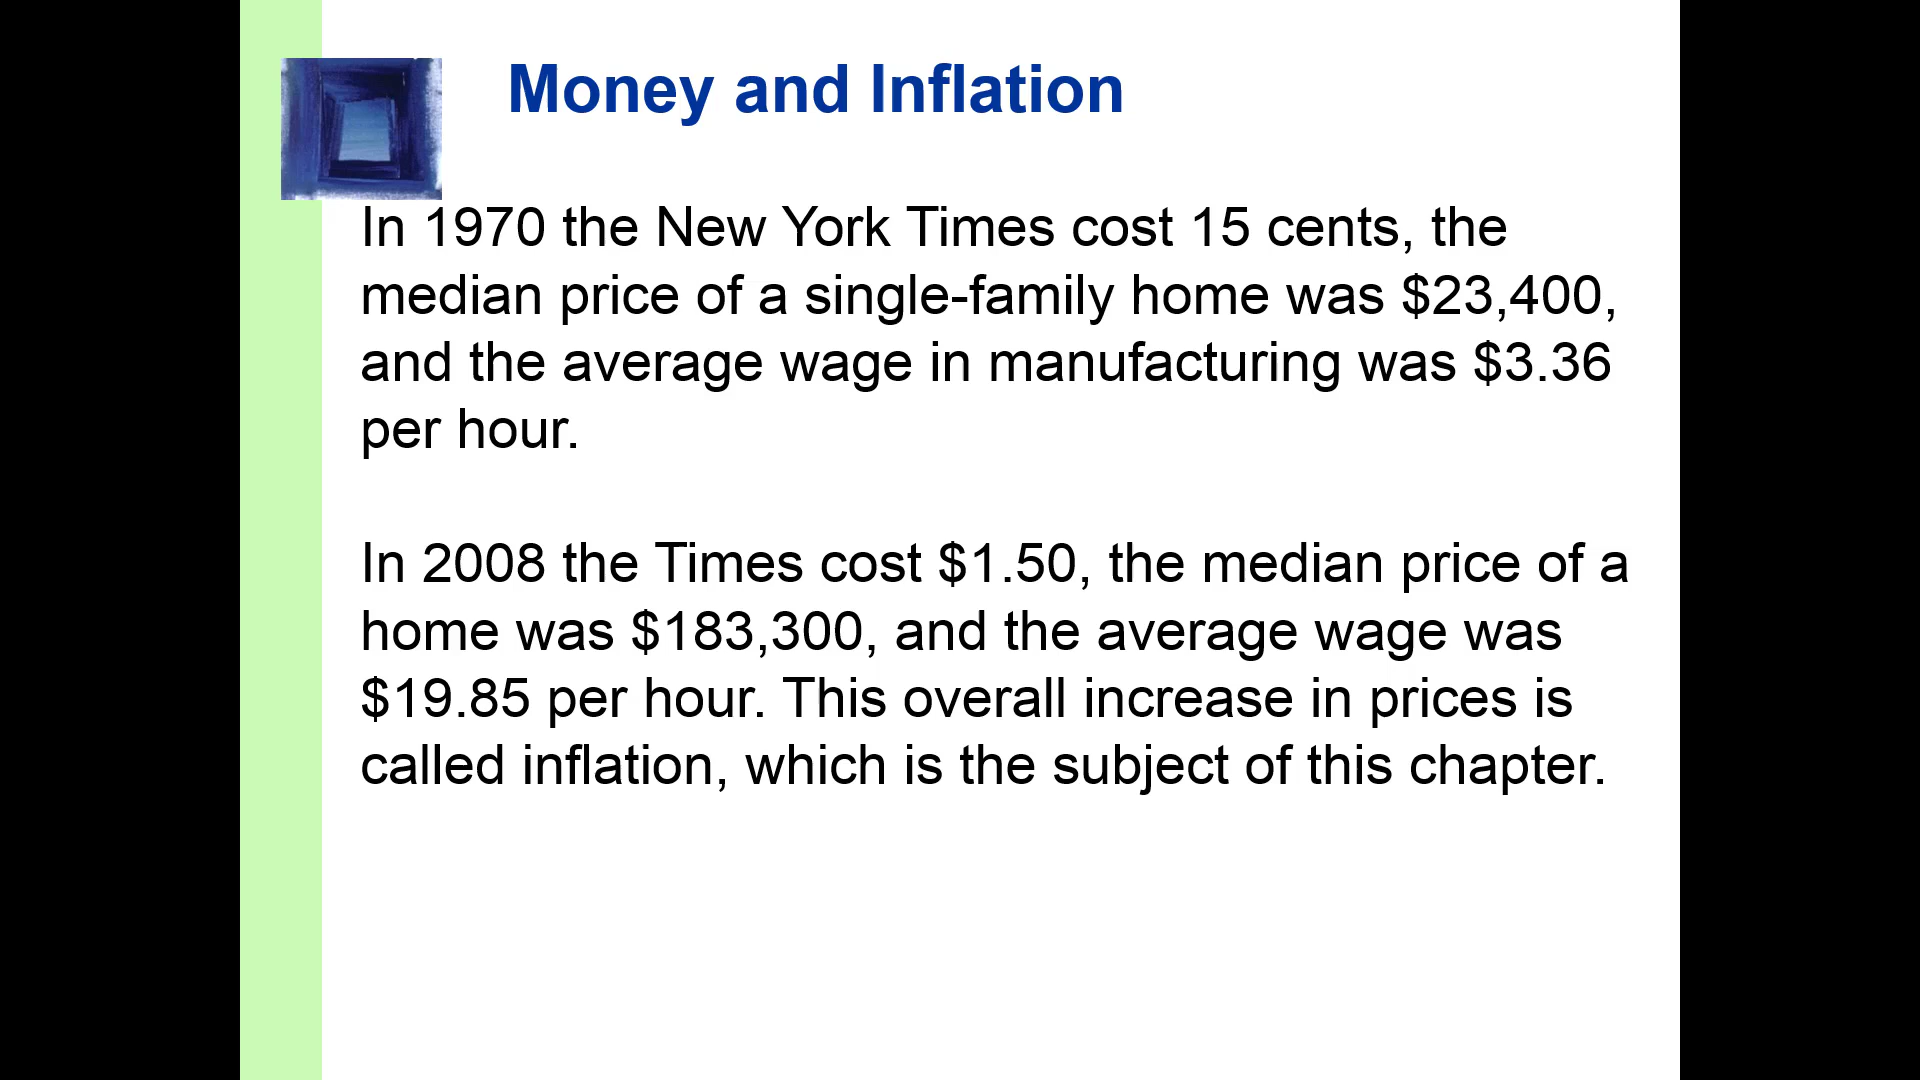 Money and Inflation
In 1970 the New York Times cost 15 cents, the
median price of a single-family home was $23,400,
and the average wage in manufacturing was $3.36
per hour.
In 2008 the Times cost $1.50, the median price of a
home was $183,300, and the average wage was
$19.85 per hour. This overall increase in prices is
called inflation, which is the subject of this chapter.